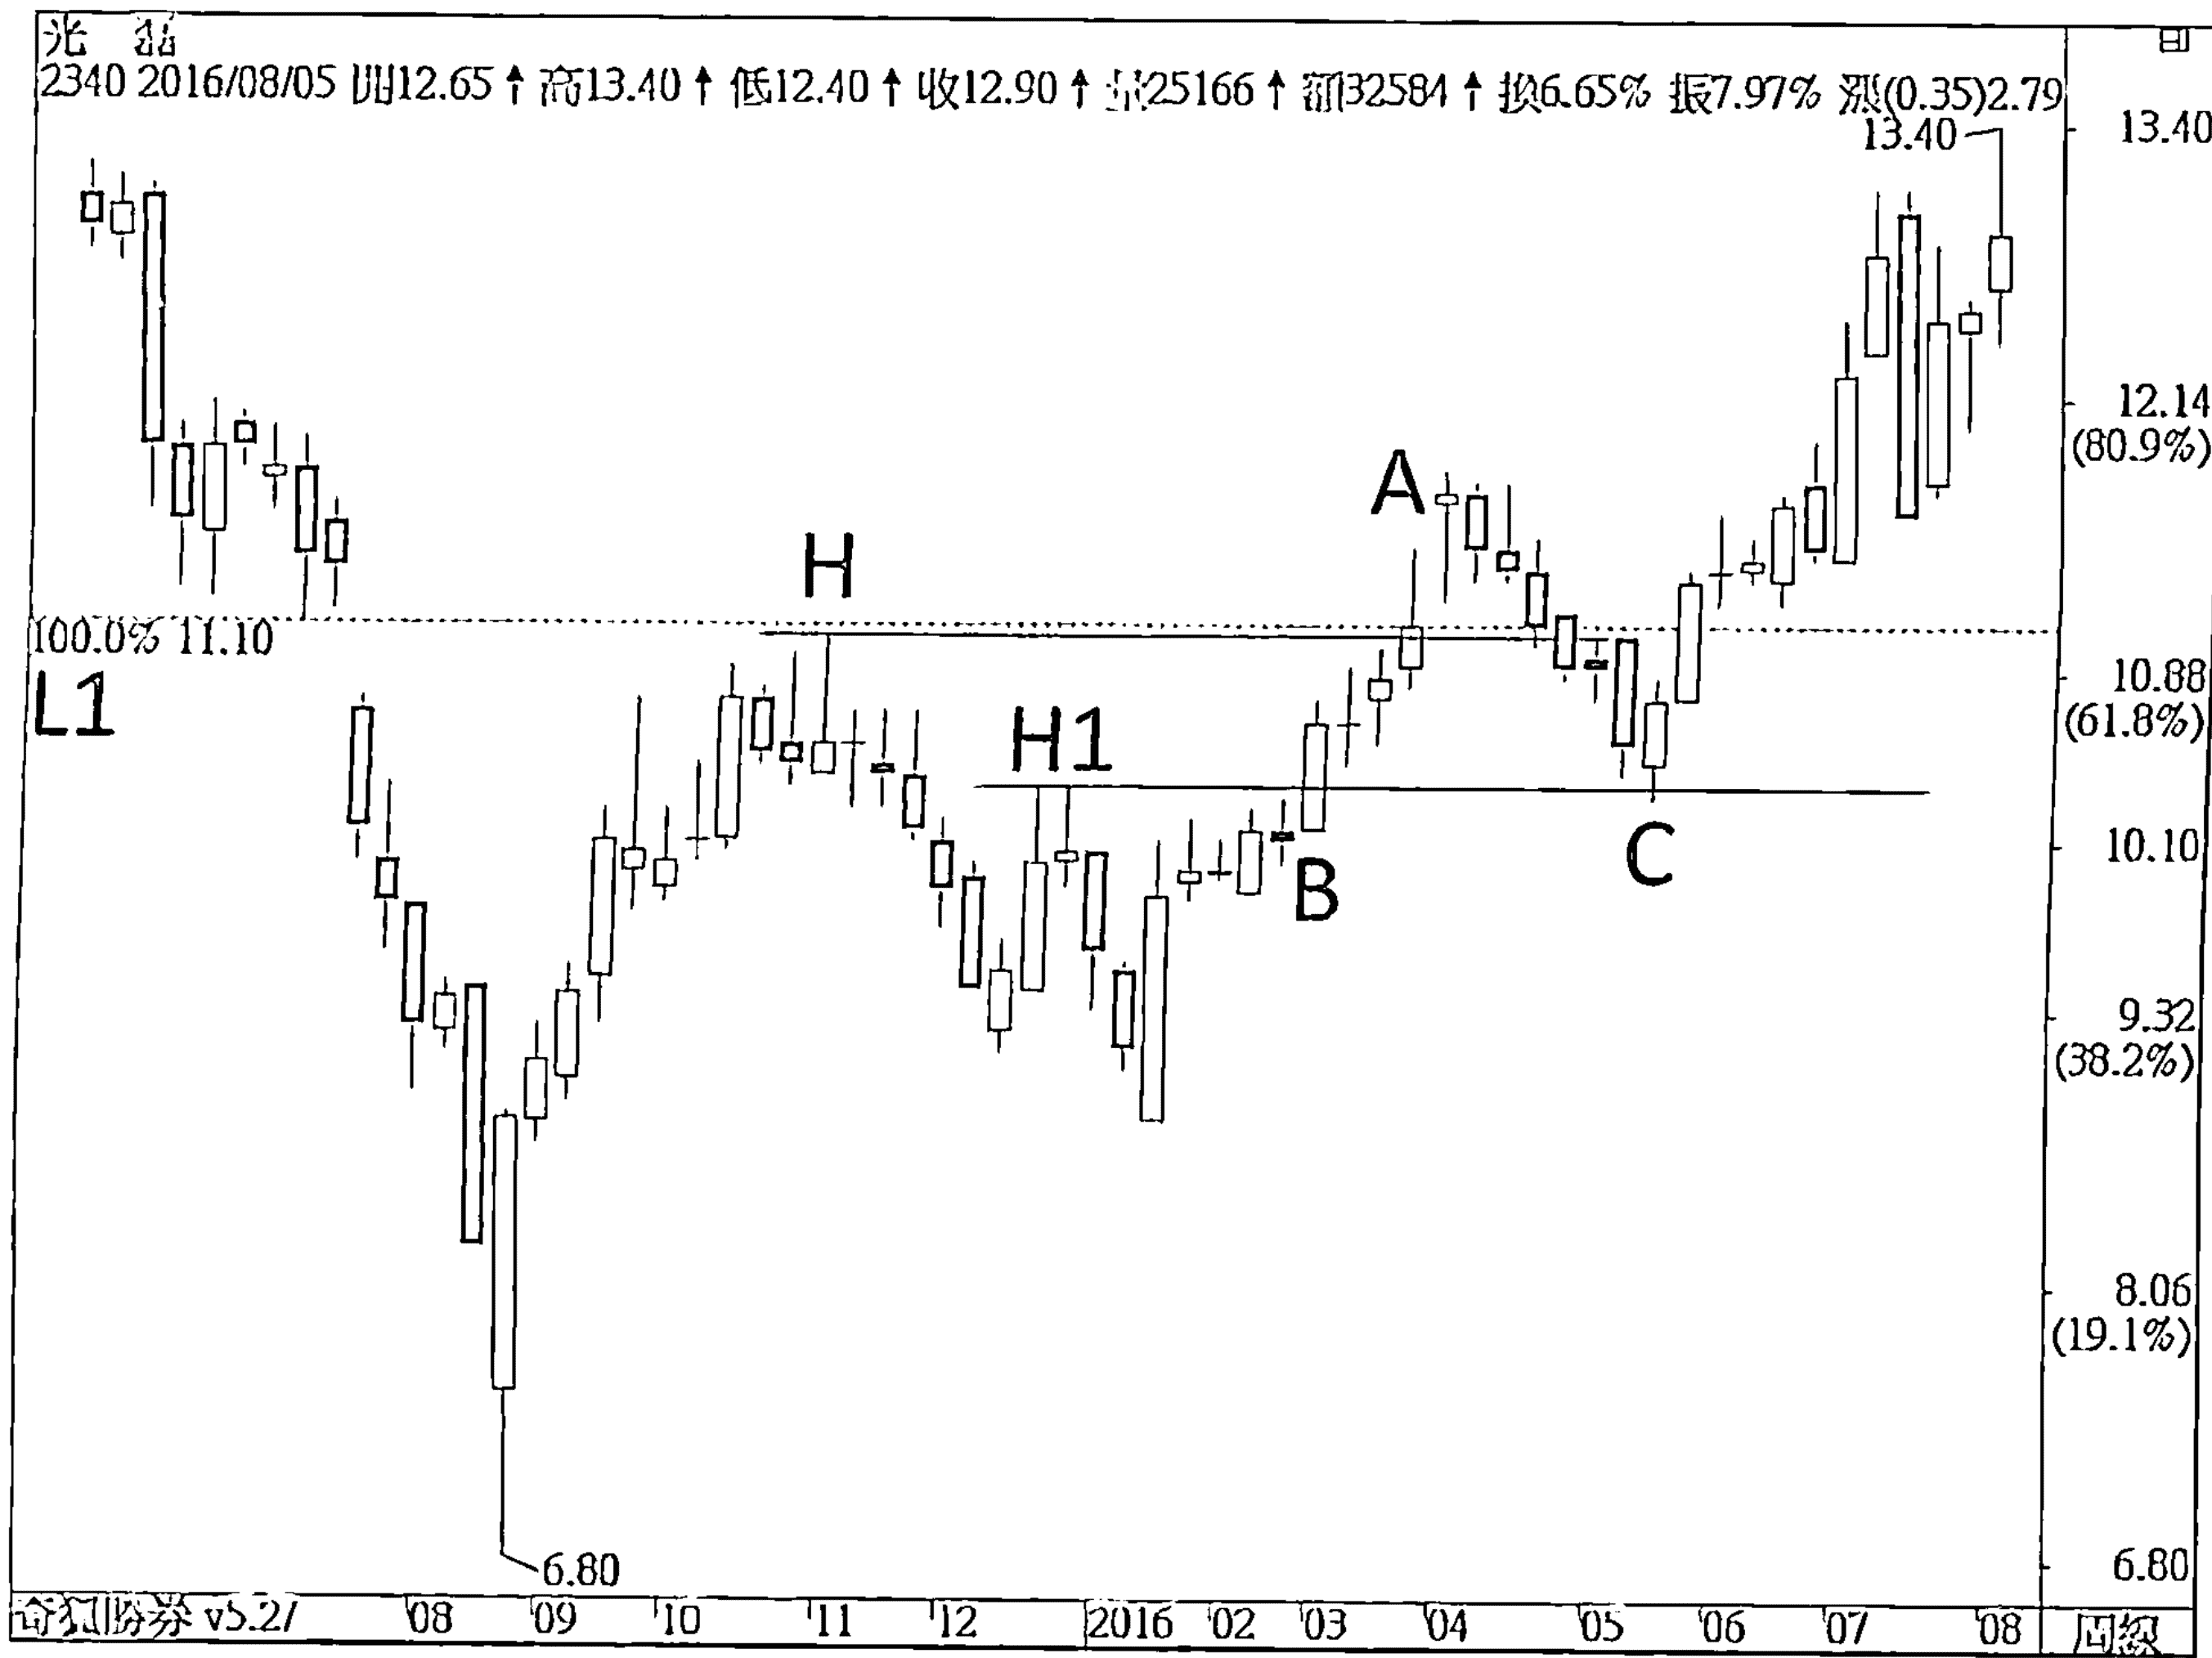 光 磊
2340 2016/08/05 開12.65↑ 高13.40↑ 低12.40↑ 收12.90↑ 量25166↑ 額32584↑ 換6.65% 振7.97% 漲(0.35)2.79
日
13.40
13.40
12.14
(80.9%)
A
H
100.0% 11.10
L1
10.88
(61.8%)
H1
10.10
B
C
9.32
(38.2%)
8.06
(19.1%)
6.80
6.80
奇狐勝券 v5.27
08 09 10 11 12 2016 02 03 04 05 06 07 08 周線